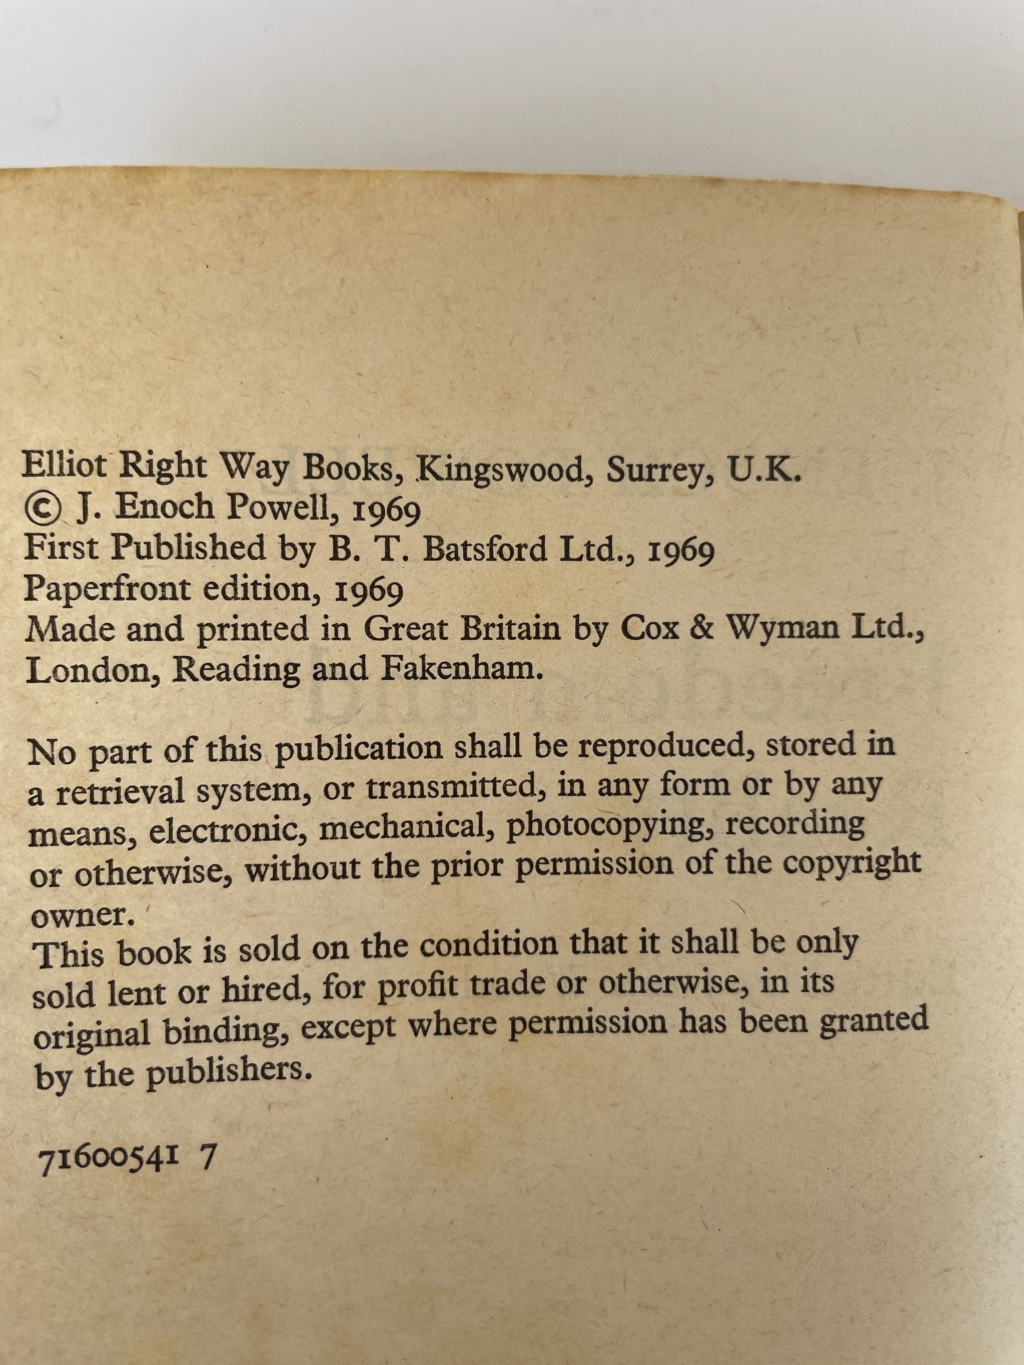 Elliot Right Way Books, Kingswood, Surrey, U.K.
© J. Enoch Powell, 1969
First Published by B. T. Batsford Ltd., 1969
Paperfront edition, 1969
Made and printed in Great Britain by Cox & Wyman Ltd.,
London, Reading and Fakenham.
No part of this publication shall be reproduced, stored in
a retrieval system, or transmitted, in any form or by any
means, electronic, mechanical, photocopying, recording
or otherwise, without the prior permission of the copyright
owner.
This book is sold on the condition that it shall be only
sold lent or hired, for profit trade or otherwise, in its
original binding, except where permission has been granted
by the publishers.
71600541 7